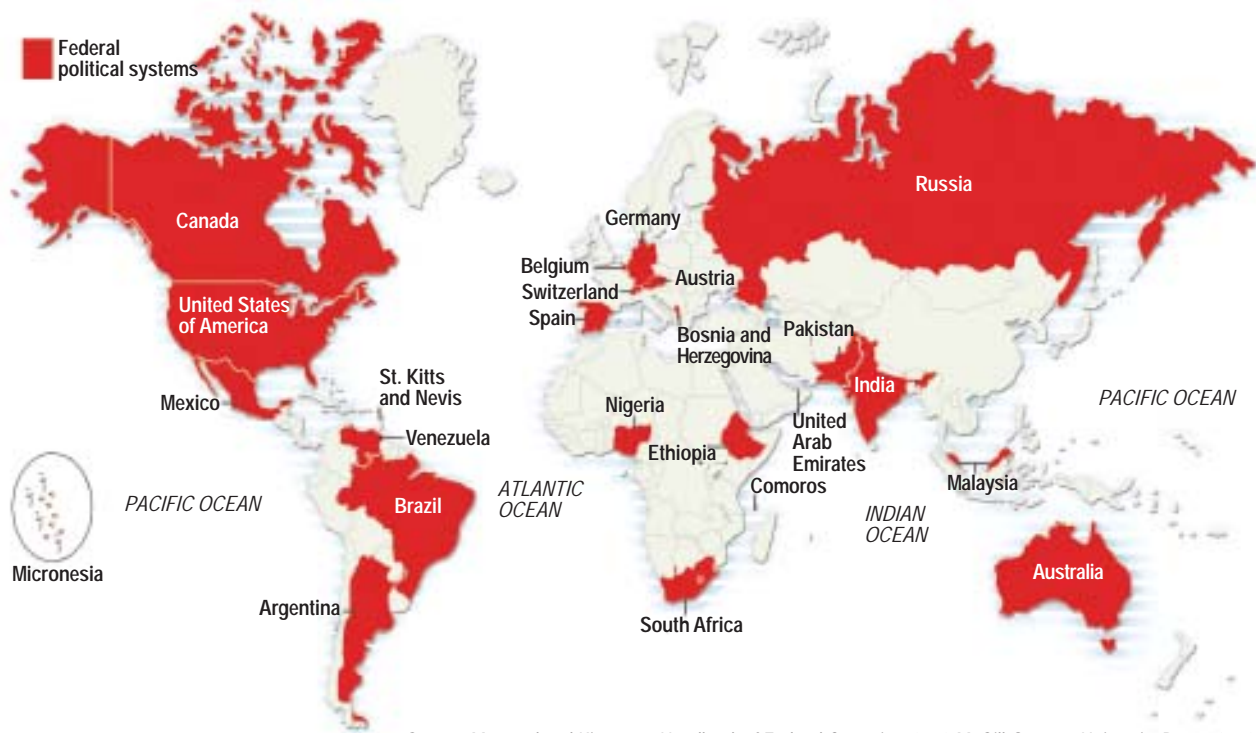 Federal
political systems
Canada
United States
of America
Mexico
St. Kitts
and Nevis
Venezuela
Brazil
Argentina
Micronesia
PACIFIC OCEAN
ATLANTIC
OCEAN
Germany
Belgium
Switzerland
Austria
Spain
Bosnia and
Herzegovina
Russia
Pakistan
India
Nigeria
Ethiopia
United
Arab
Emirates
Comoros
South Africa
Malaysia
INDIAN
OCEAN
PACIFIC OCEAN
Australia